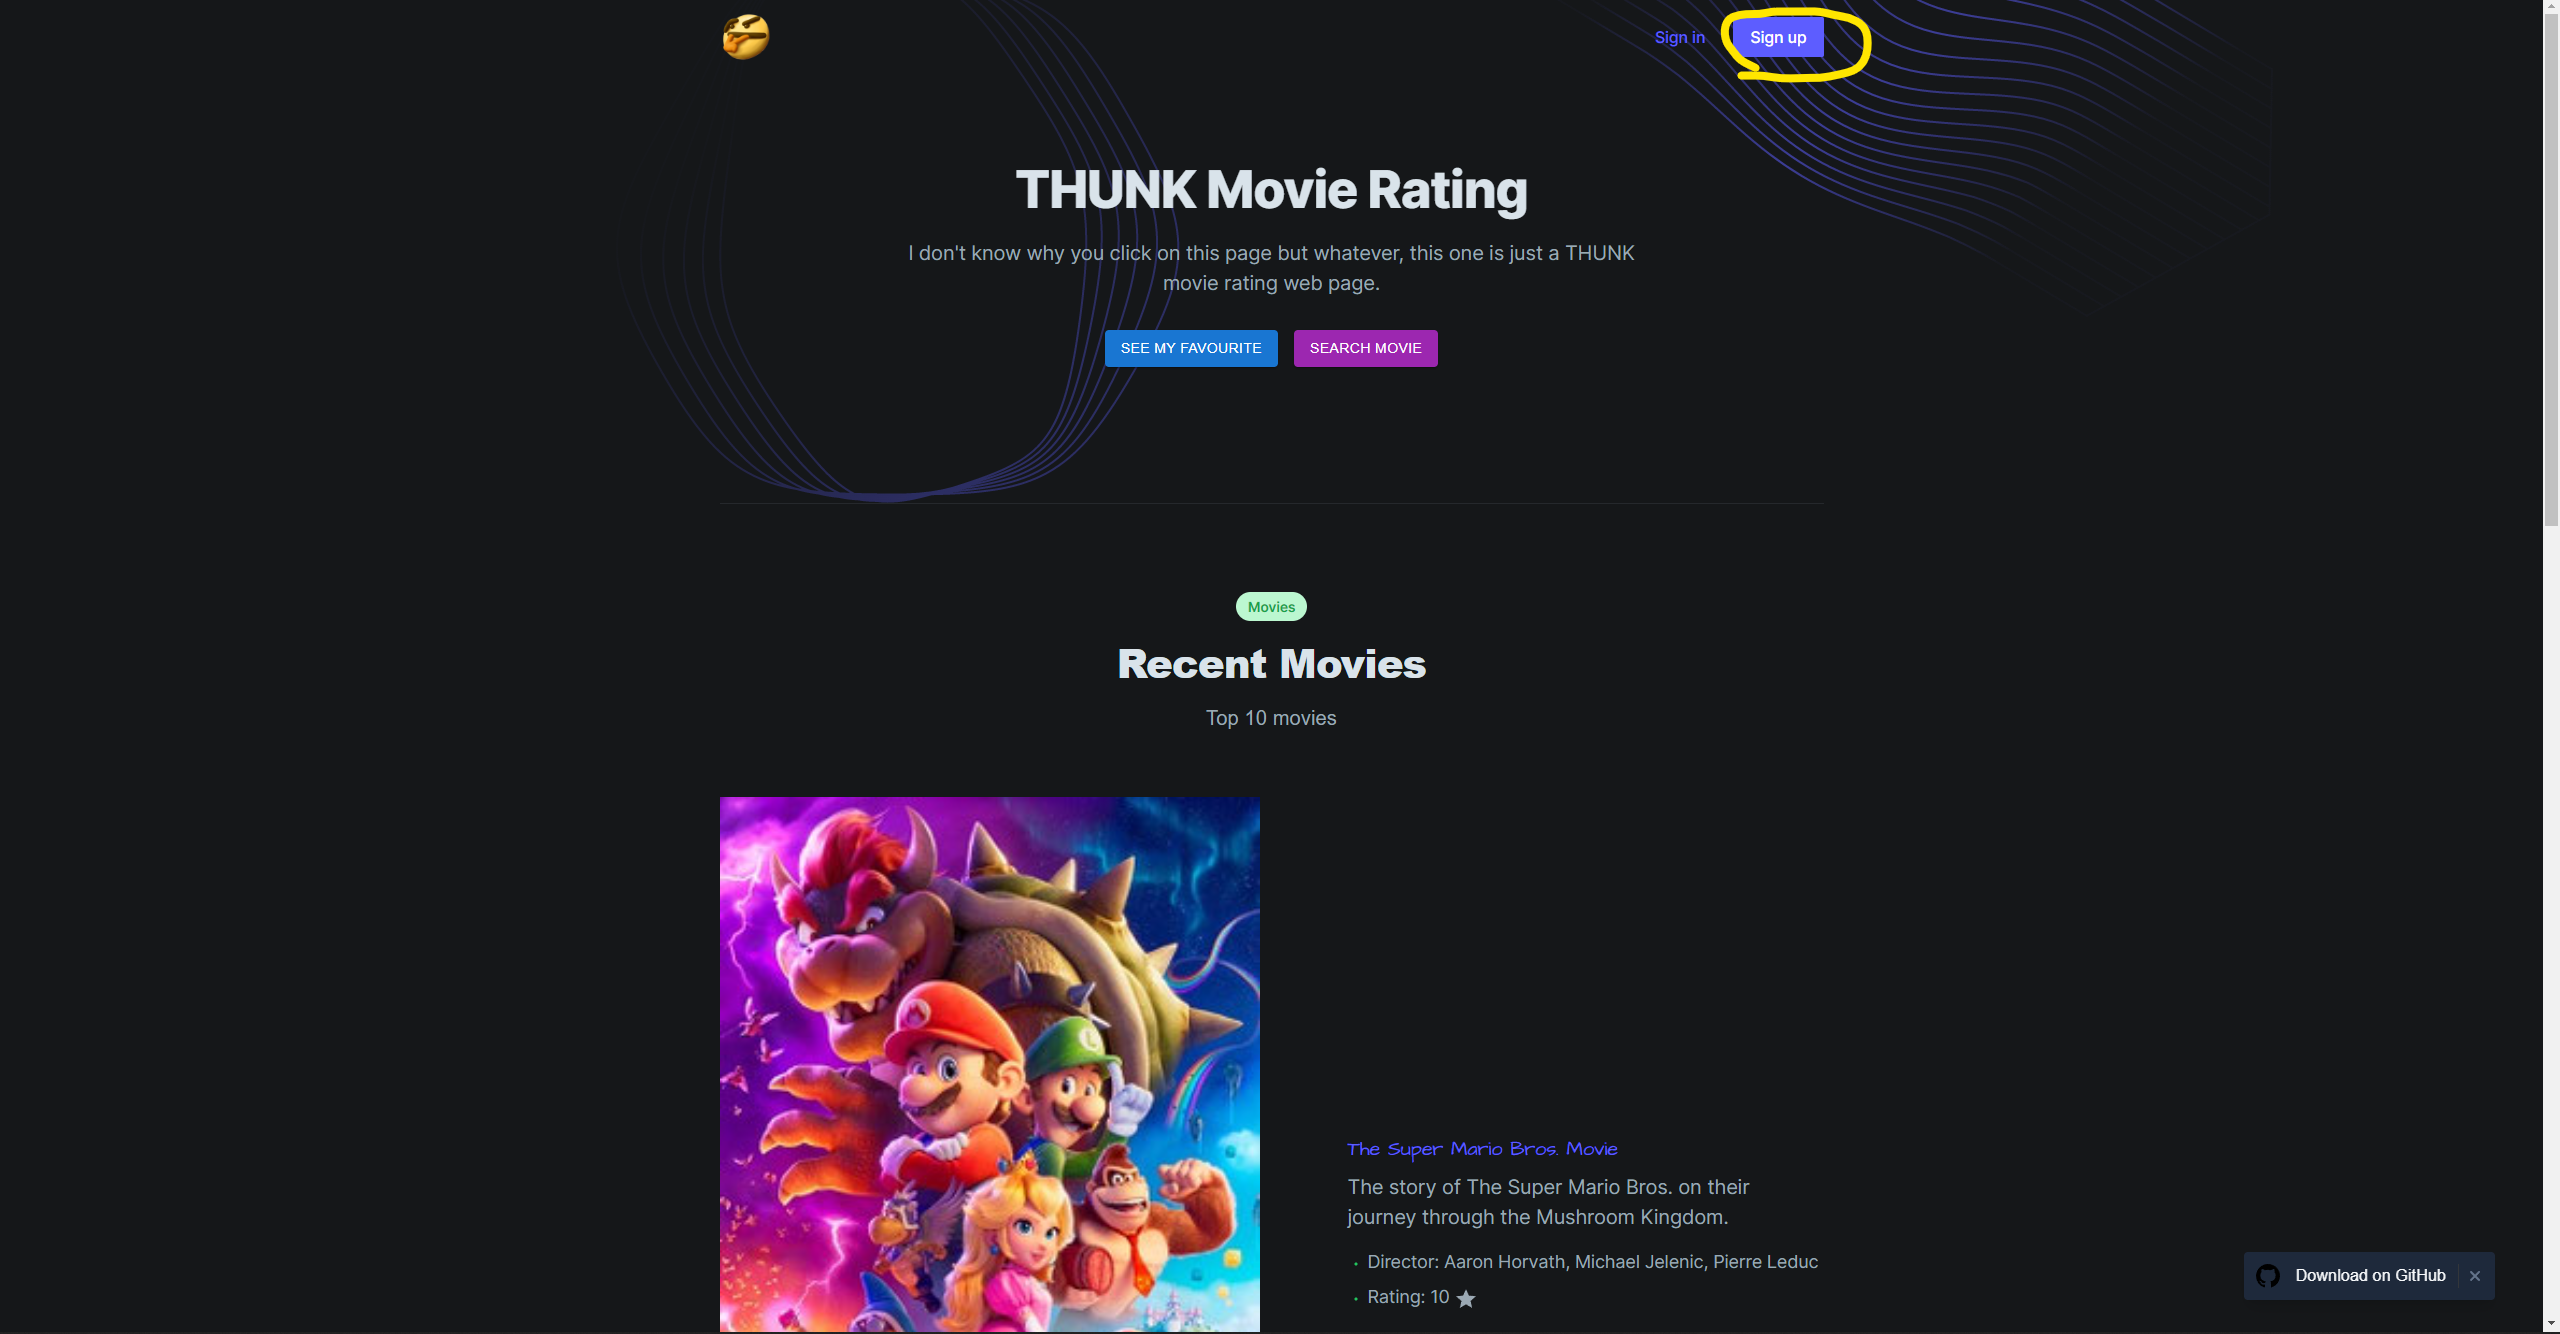 Sign in
Sign up
THUNK Movie Rating
I don't know why you click on this page but whatever, this one is just a THUNK
movie rating web page.
SEE MY FAVOURITE
SEARCH MOVIE
Movies
Recent Movies
Top 10 movies
The Super Mario Bros. Movie
The story of The Super Mario Bros. on their
journey through the Mushroom Kingdom.
Director: Aaron Horvath, Michael Jelenic, Pierre Leduc
Rating: 10
Download on GitHub